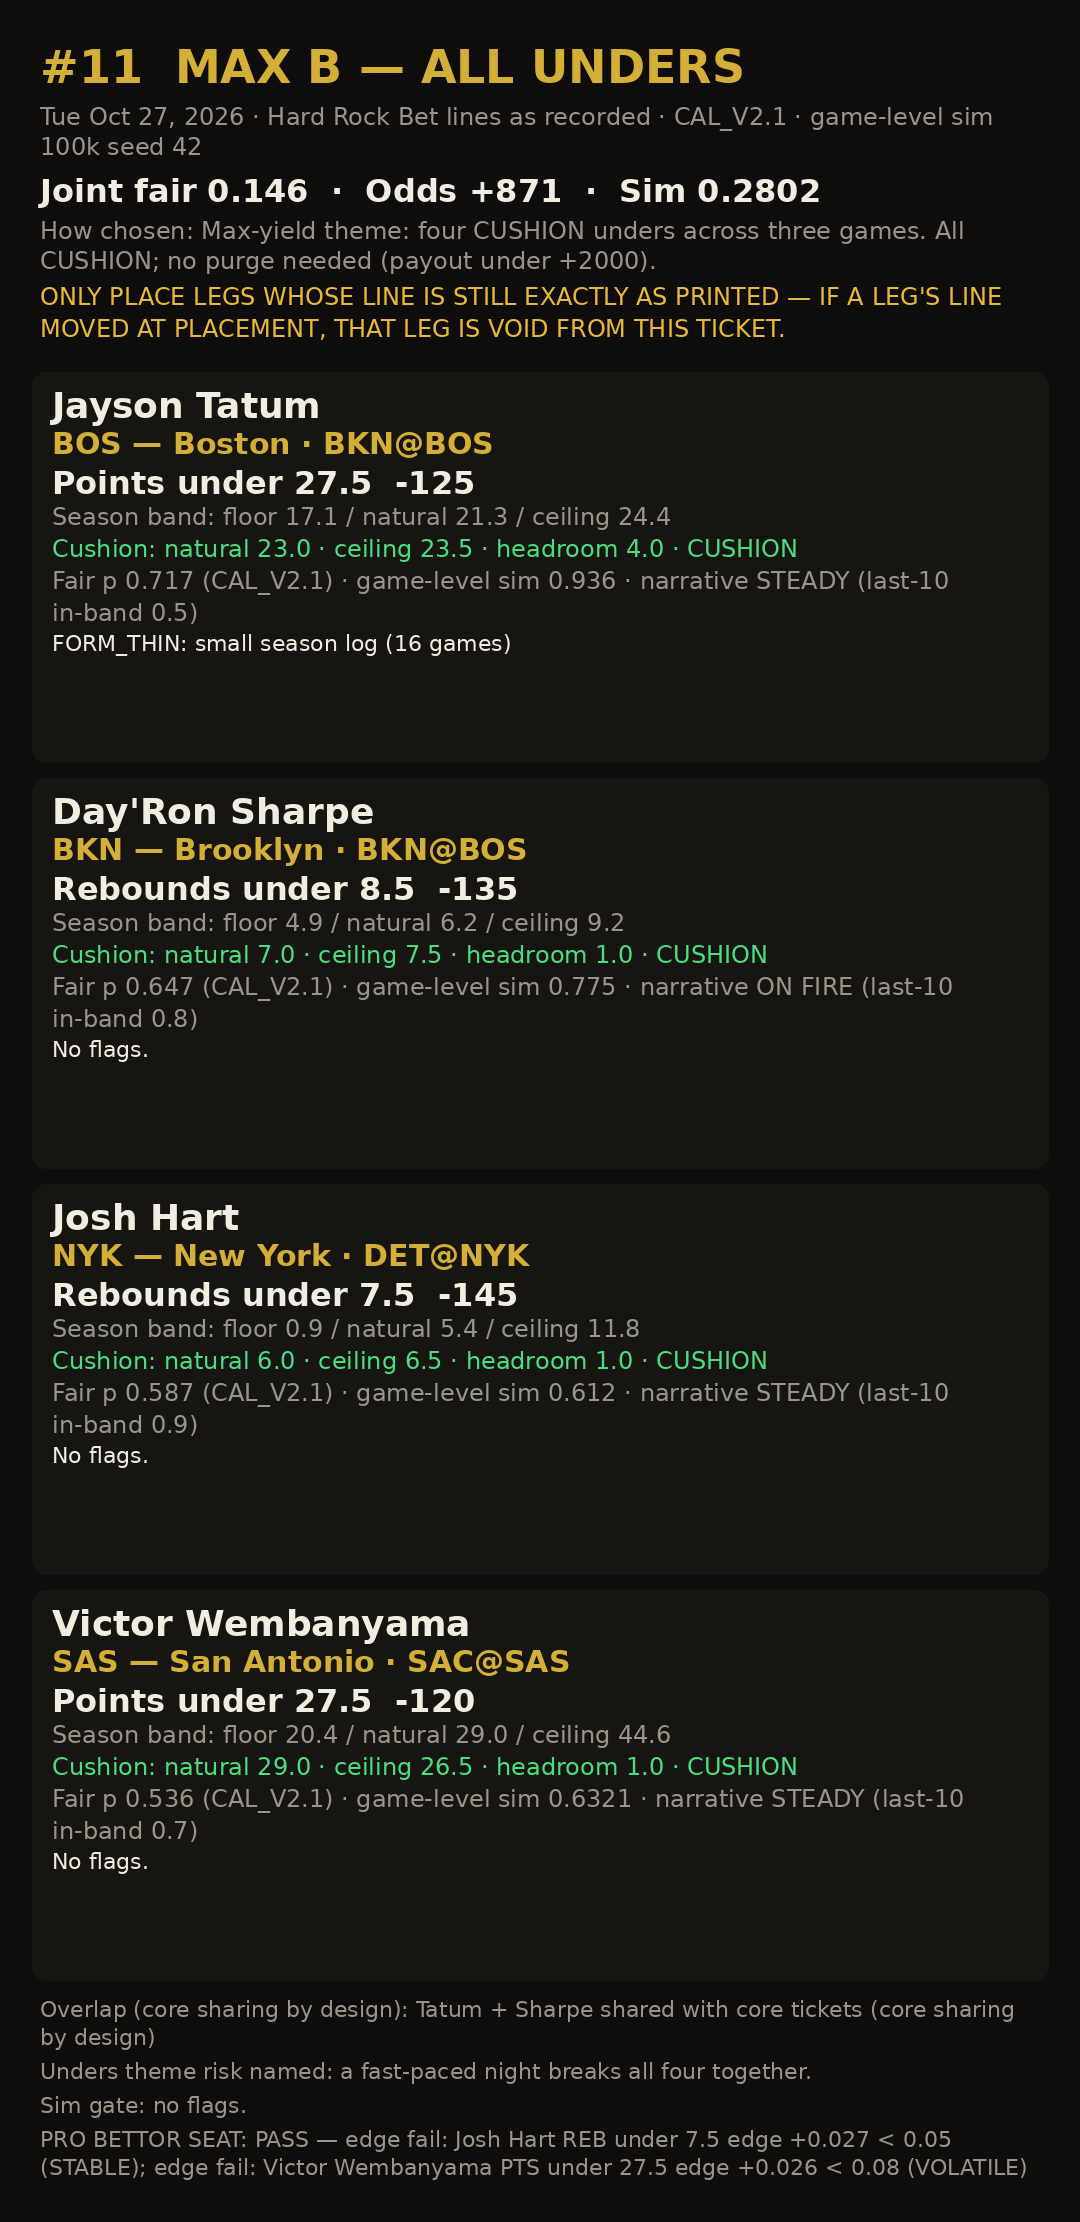 #11  MAX B — ALL UNDERS
Tue Oct 27, 2026 · Hard Rock Bet lines as recorded · CAL_V2.1 · game-level sim
100k seed 42
Joint fair 0.146  ·  Odds +871  ·  Sim 0.2802
How chosen: Max-yield theme: four CUSHION unders across three games. All
CUSHION; no purge needed (payout under +2000).
ONLY PLACE LEGS WHOSE LINE IS STILL EXACTLY AS PRINTED — IF A LEG'S LINE
MOVED AT PLACEMENT, THAT LEG IS VOID FROM THIS TICKET.
Jayson Tatum
BOS — Boston · BKN@BOS
Points under 27.5  -125
Season band: floor 17.1 / natural 21.3 / ceiling 24.4
Cushion: natural 23.0 · ceiling 23.5 · headroom 4.0 · CUSHION
Fair p 0.717 (CAL_V2.1) · game-level sim 0.936 · narrative STEADY (last-10
in-band 0.5)
FORM_THIN: small season log (16 games)
Day'Ron Sharpe
BKN — Brooklyn · BKN@BOS
Rebounds under 8.5  -135
Season band: floor 4.9 / natural 6.2 / ceiling 9.2
Cushion: natural 7.0 · ceiling 7.5 · headroom 1.0 · CUSHION
Fair p 0.647 (CAL_V2.1) · game-level sim 0.775 · narrative ON FIRE (last-10
in-band 0.8)
No flags.
Josh Hart
NYK — New York · DET@NYK
Rebounds under 7.5  -145
Season band: floor 0.9 / natural 5.4 / ceiling 11.8
Cushion: natural 6.0 · ceiling 6.5 · headroom 1.0 · CUSHION
Fair p 0.587 (CAL_V2.1) · game-level sim 0.612 · narrative STEADY (last-10
in-band 0.9)
No flags.
Victor Wembanyama
SAS — San Antonio · SAC@SAS
Points under 27.5  -120
Season band: floor 20.4 / natural 29.0 / ceiling 44.6
Cushion: natural 29.0 · ceiling 26.5 · headroom 1.0 · CUSHION
Fair p 0.536 (CAL_V2.1) · game-level sim 0.6321 · narrative STEADY (last-10
in-band 0.7)
No flags.
Overlap (core sharing by design): Tatum + Sharpe shared with core tickets (core sharing
by design)
Unders theme risk named: a fast-paced night breaks all four together.
Sim gate: no flags.
PRO BETTOR SEAT: PASS — edge fail: Josh Hart REB under 7.5 edge +0.027 < 0.05
(STABLE); edge fail: Victor Wembanyama PTS under 27.5 edge +0.026 < 0.08 (VOLATILE)